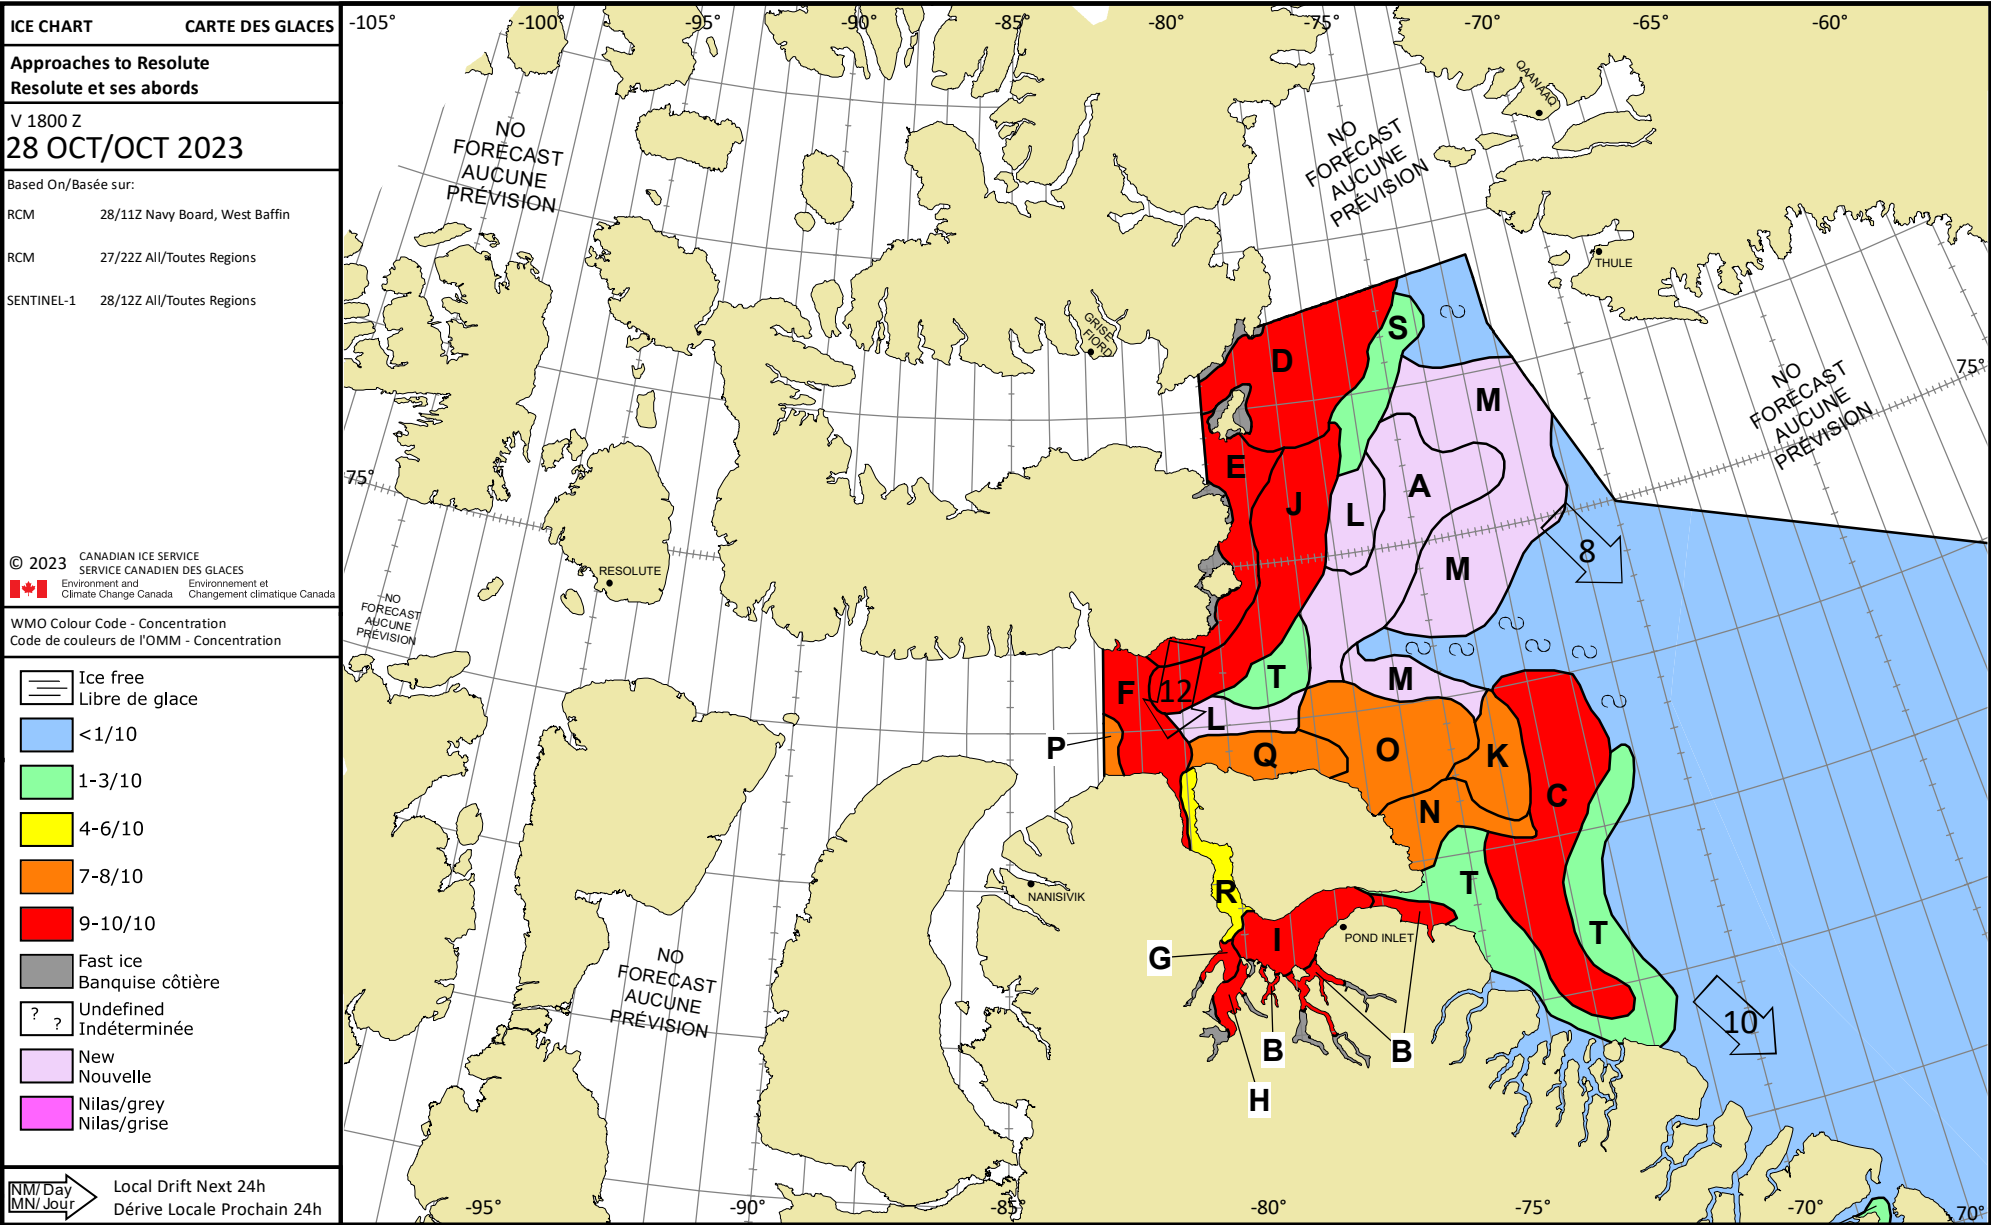 ICE CHART CARTE DES GLACES
Approaches to Resolute
Resolute et ses abords
V 1800 Z
28 OCT/OCT 2023
Based On/Basée sur:
RCM 28/11Z Navy Board, West Baffin
RCM 27/22Z All/Toutes Regions
SENTINEL-1 28/12Z All/Toutes Regions
© 2023 CANADIAN ICE SERVICE
SERVICE CANADIEN DES GLACES
Environment and Environnement et
Climate Change Canada Changement climatique Canada
WMO Colour Code - Concentration
Code de couleurs de l'OMM - Concentration
Ice free
Libre de glace
<1/10
1-3/10
4-6/10
7-8/10
9-10/10
Fast ice
Banquise côtière
? ? Undefined
Indéterminée
New
Nouvelle
Nilas/grey
Nilas/grise
NM/Day
MN/Jour
Local Drift Next 24h
Dérive Locale Prochain 24h
-105° -100° -95° -90° -85° -80° -75° -70° -65° -60°
QAANAAQ
NO
FORECAST
AUCUNE
PRÉVISION
NO
FORECAST
AUCUNE
PRÉVISION
THULE
GRISE
FIORD
S
D
75°
NO
FORECAST
AUCUNE
PRÉVISION
M
E
75°
A
J
L
8
RESOLUTE
M
NO
FORECAST
AUCUNE
PRÉVISION
T
M
F
12
L
P
Q
O
K
C
N
T
R
NANISIVIK
T
POND INLET
I
G
NO
FORECAST
AUCUNE
PRÉVISION
10
B
B
H
-95° -90° -85° -80° -75° -70° 70°